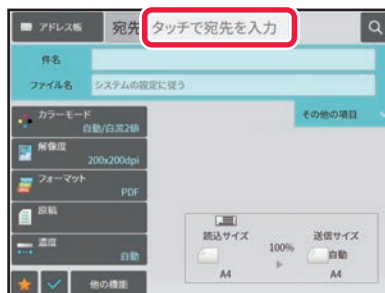 アドレス帳 宛先 タッチで宛先を入力
件名
ファイル名 システムの設定に従う
その他の項目
カラーモード
自動/白黒2値
解像度
200x200dpi
フォーマット
PDF
原稿
濃度
自動
他の機能
読込サイズ 100% 送信サイズ
自動
A4 A4